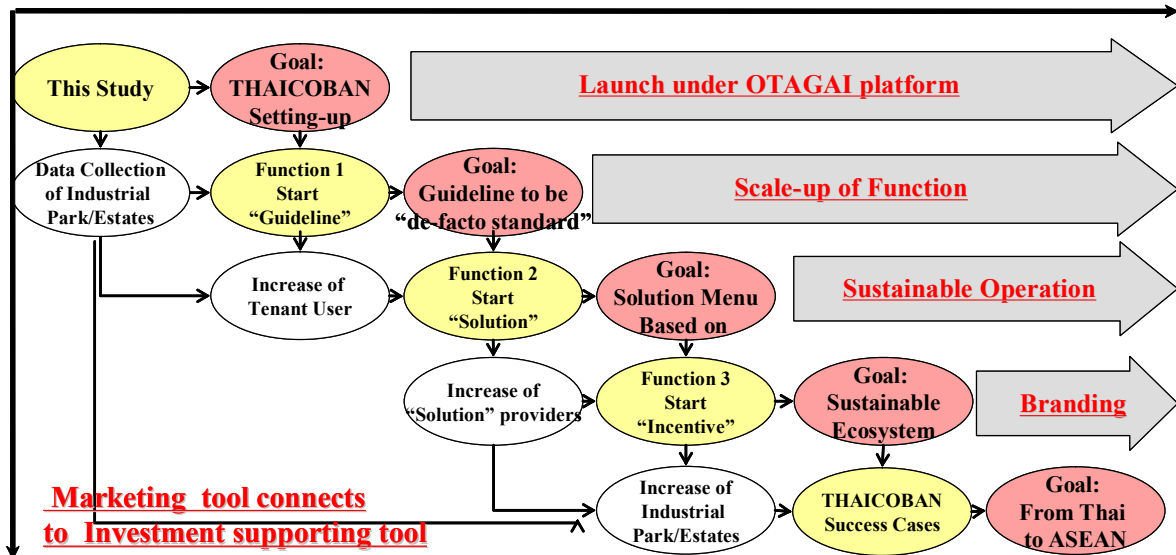 This Study
Goal:
THAICOBAN
Setting-up
Launch under OTAGAI platform
Data Collection
of Industrial
Park/Estates
Function 1
Start
“Guideline”
Goal:
Guideline to be
“de-facto standard”
Scale-up of Function
Increase of
Tenant User
Function 2
Start
“Solution”
Goal:
Solution Menu
Based on
Sustainable Operation
Increase of
“Solution” providers
Function 3
Start
“Incentive”
Goal:
Sustainable
Ecosystem
Branding
Marketing tool connects
to Investment supporting tool
Increase of
Industrial
Park/Estates
THAICOBAN
Success Cases
Goal:
From Thai
to ASEAN